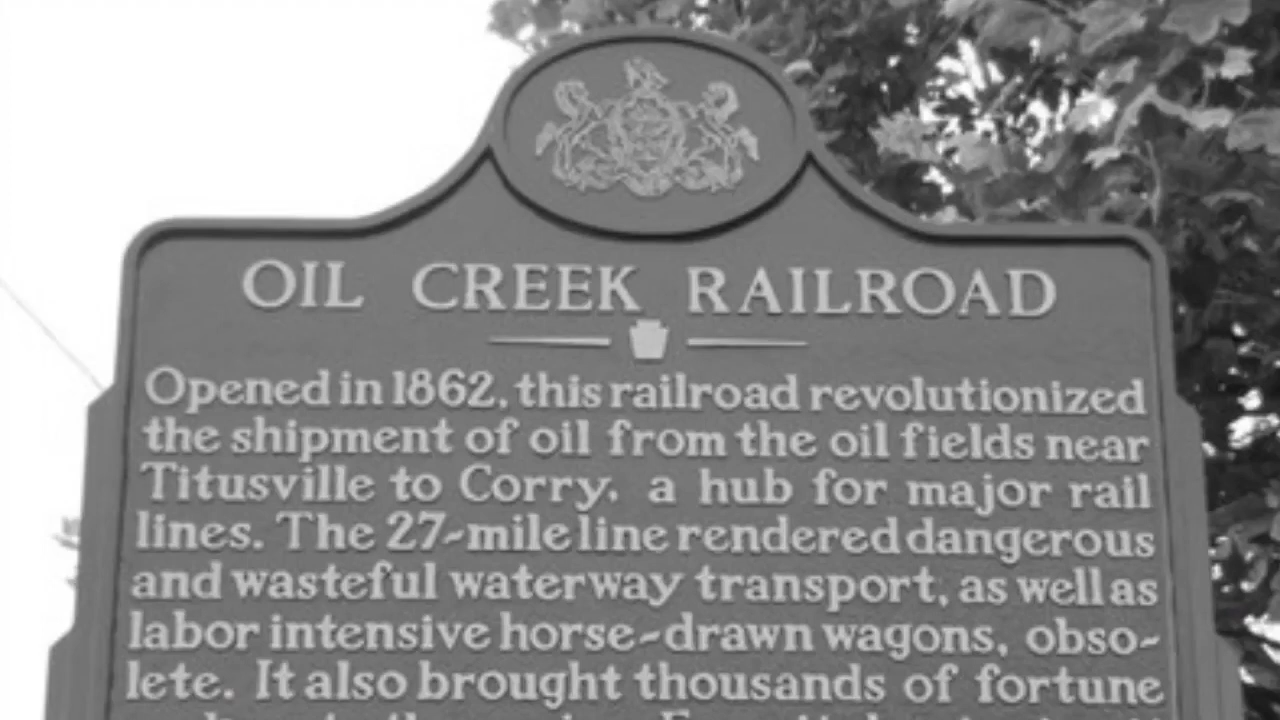 OIL CREEK RAILROAD
Opened in 1862, this railroad revolutionized
the shipment of oil from the oil fields near
Titusville to Corry, a hub for major rail
lines. The 27-mile line rendered dangerous
and wasteful waterway transport, as well as
labor intensive horse-drawn wagons, obso-
lete. It also brought thousands of fortune